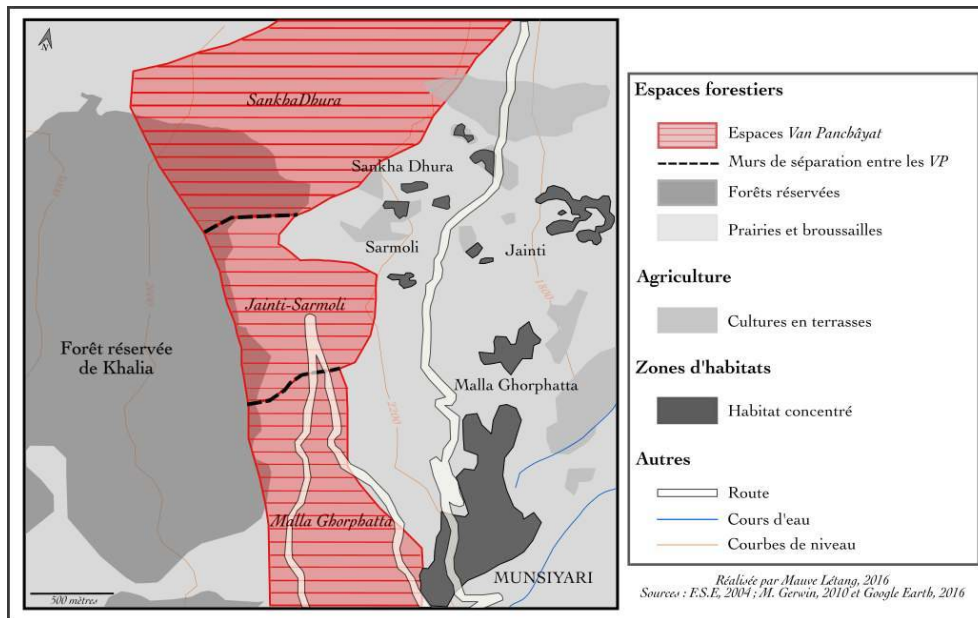 N
SankhaDhura
Sankha Dhura
Sarmoli
Jainti
Jainti-Sarmoli
Forêt réservée
de Khalia
Malla Ghorphatta
2200
1800
Malla Ghorphatta
MUNSIYARI
500 mètres
Espaces forestiers
Espaces Van Panchâyat
Murs de séparation entre les VP
Forêts réservées
Prairies et broussailles
Agriculture
Cultures en terrasses
Zones d'habitats
Habitat concentré
Autres
Route
Cours d'eau
Courbes de niveau
Réalisée par Mauve Létang, 2016
Sources : F.S.E, 2004 ; M. Gerwin, 2010 et Google Earth, 2016